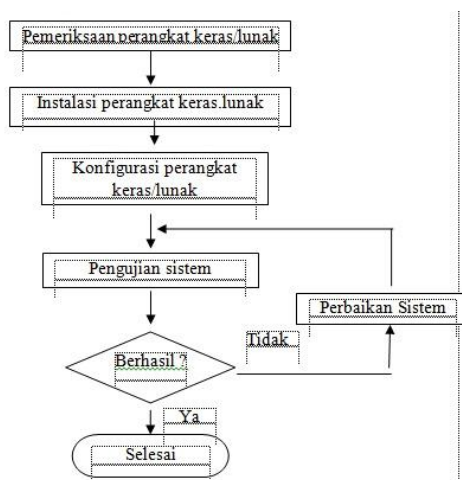 Pemeriksaan perangkat keras/lunak
Instalasi perangkat keras.lunak
Konfigurasi perangkat
keras/lunak
Pengujian sistem
Perbaikan Sistem
Tidak
Berhasil ?
Ya
Selesai